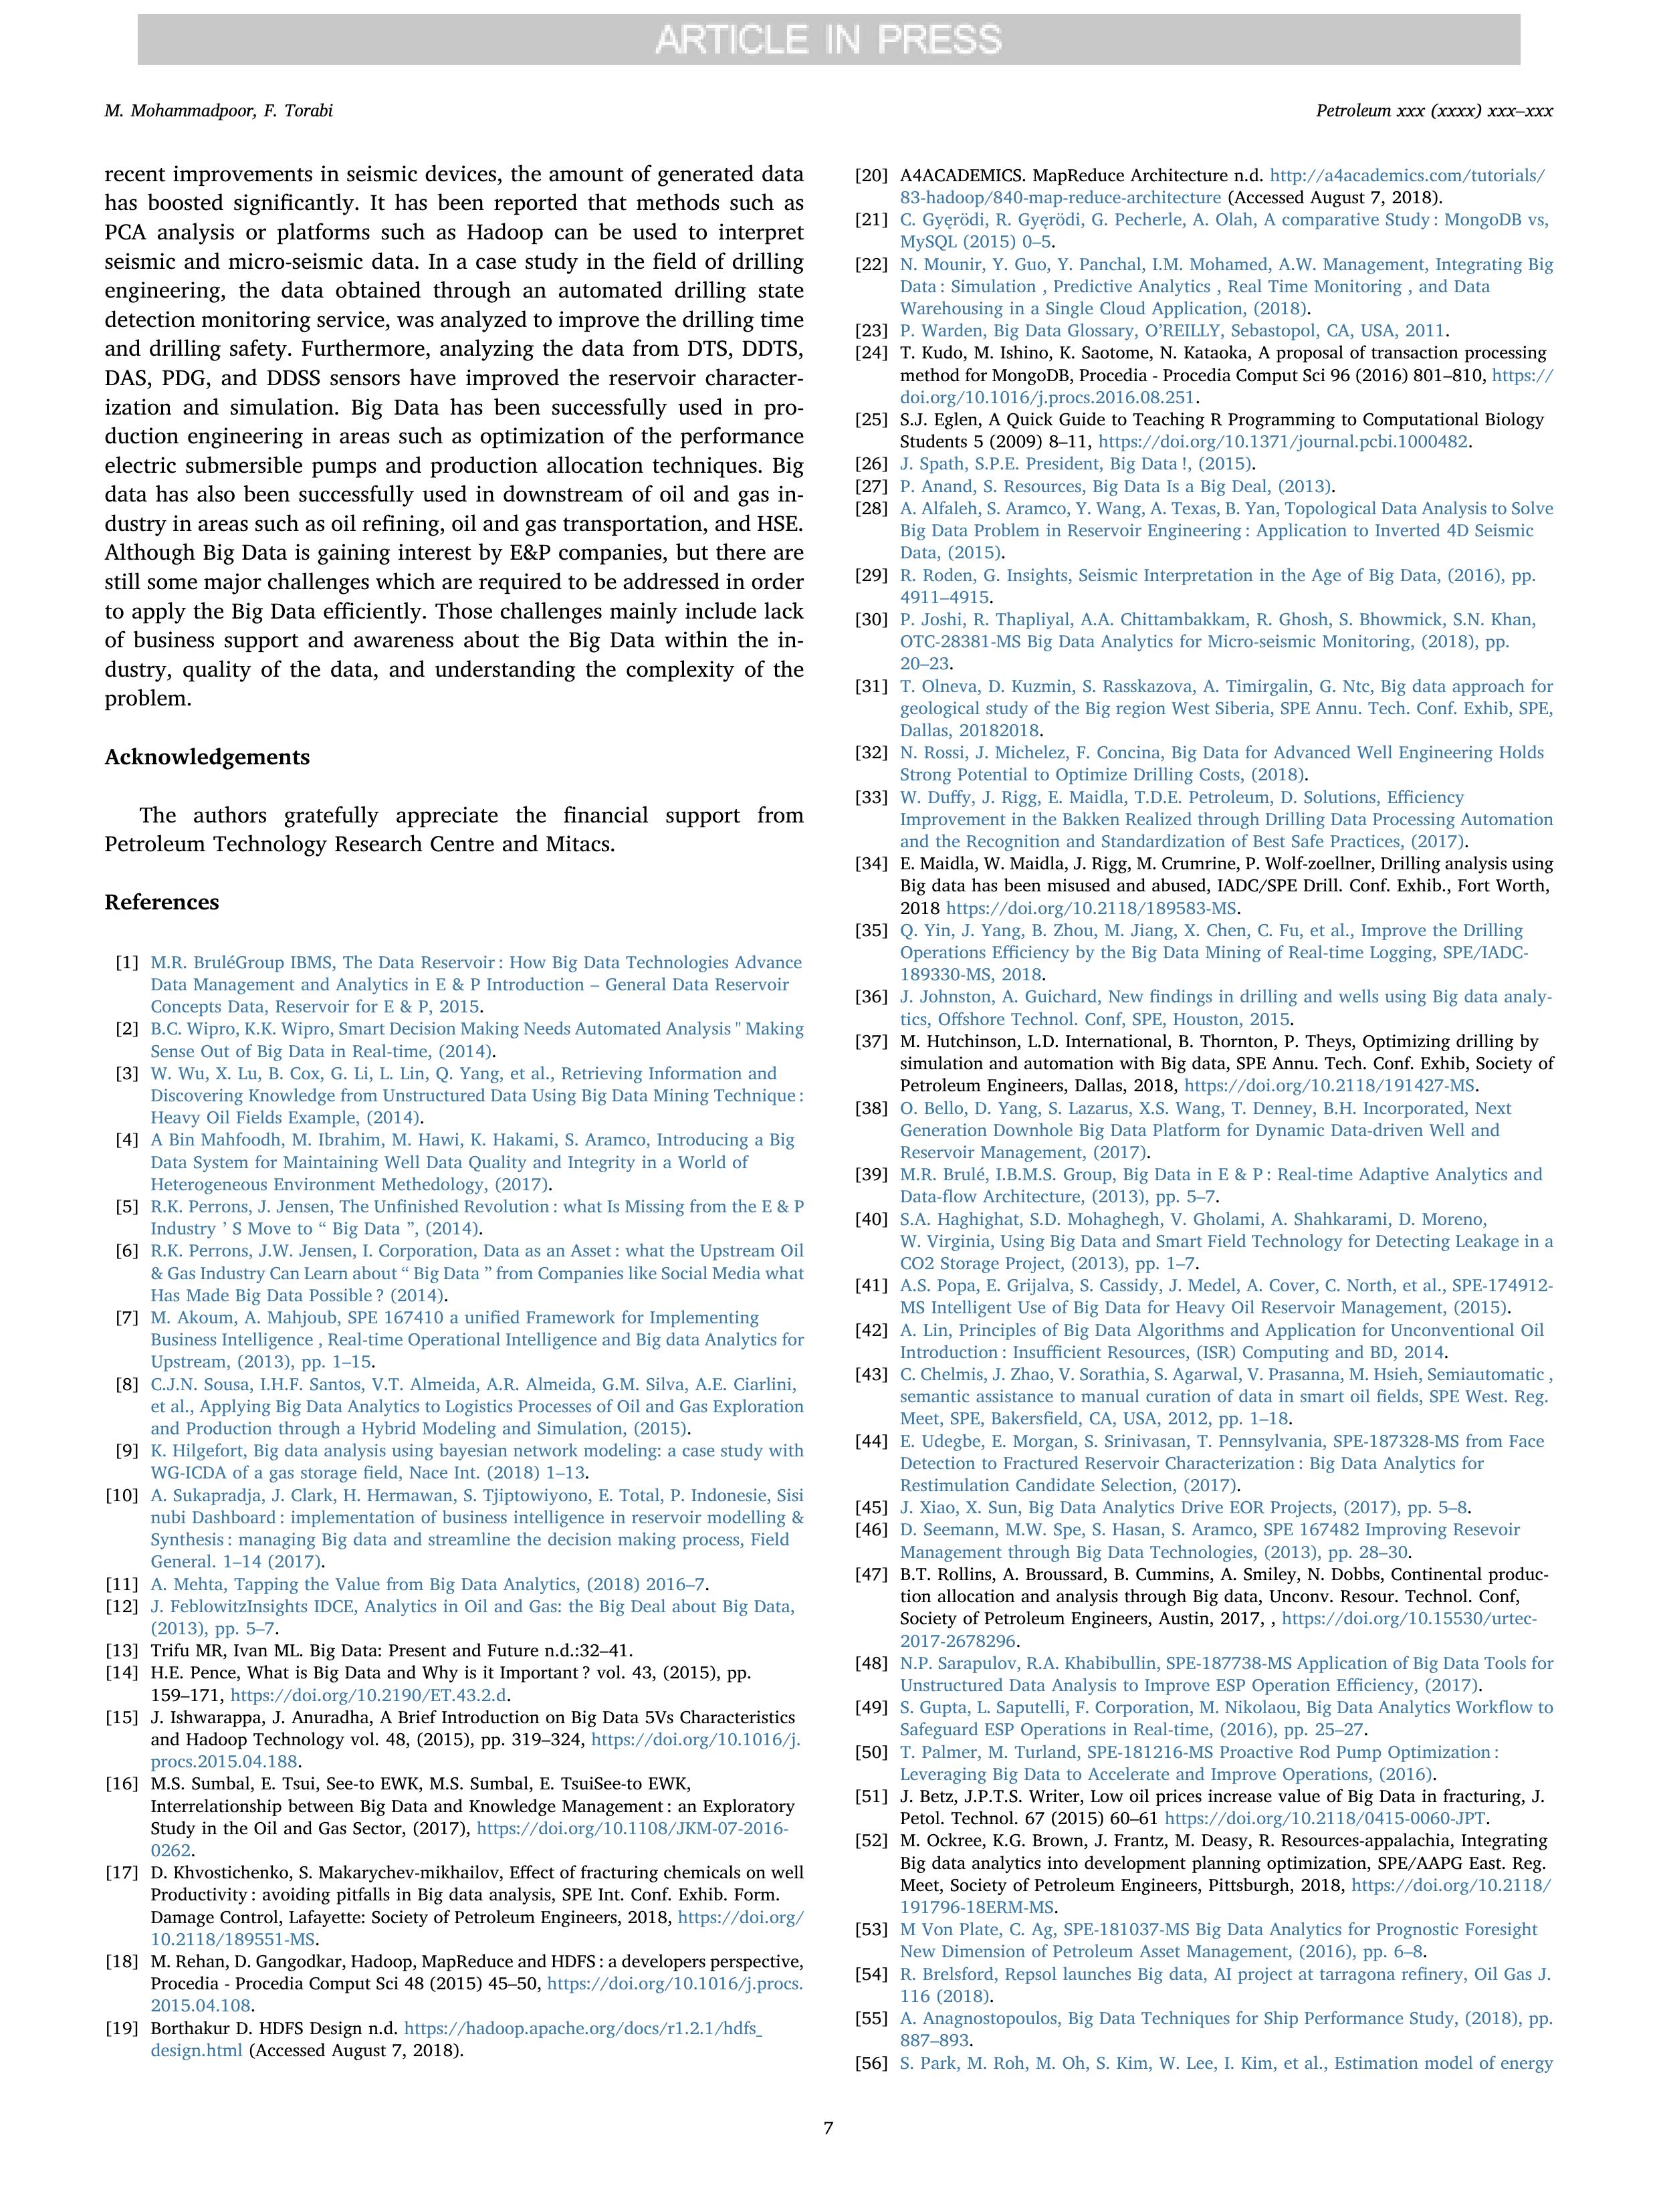 ARTICLE IN PRESS
M. Mohammadpoor, F. Torabi
Petroleum xxx (xxxx) xxx–xxx
recent improvements in seismic devices, the amount of generated data
has boosted significantly. It has been reported that methods such as
PCA analysis or platforms such as Hadoop can be used to interpret
seismic and micro-seismic data. In a case study in the field of drilling
engineering, the data obtained through an automated drilling state
detection monitoring service, was analyzed to improve the drilling time
and drilling safety. Furthermore, analyzing the data from DTS, DDTS,
DAS, PDG, and DDSS sensors have improved the reservoir character-
ization and simulation. Big Data has been successfully used in pro-
duction engineering in areas such as optimization of the performance
electric submersible pumps and production allocation techniques. Big
data has also been successfully used in downstream of oil and gas in-
dustry in areas such as oil refining, oil and gas transportation, and HSE.
Although Big Data is gaining interest by E&P companies, but there are
still some major challenges which are required to be addressed in order
to apply the Big Data efficiently. Those challenges mainly include lack
of business support and awareness about the Big Data within the in-
dustry, quality of the data, and understanding the complexity of the
problem.
Acknowledgements
The authors gratefully appreciate the financial support from
Petroleum Technology Research Centre and Mitacs.
References
[1] M.R. BruléGroup IBMS, The Data Reservoir : How Big Data Technologies Advance
Data Management and Analytics in E & P Introduction – General Data Reservoir
Concepts Data, Reservoir for E & P, 2015.
[2] B.C. Wipro, K.K. Wipro, Smart Decision Making Needs Automated Analysis " Making
Sense Out of Big Data in Real-time, (2014).
[3] W. Wu, X. Lu, B. Cox, G. Li, L. Lin, Q. Yang, et al., Retrieving Information and
Discovering Knowledge from Unstructured Data Using Big Data Mining Technique :
Heavy Oil Fields Example, (2014).
[4] A Bin Mahfoodh, M. Ibrahim, M. Hawi, K. Hakami, S. Aramco, Introducing a Big
Data System for Maintaining Well Data Quality and Integrity in a World of
Heterogeneous Environment Methedology, (2017).
[5] R.K. Perrons, J. Jensen, The Unfinished Revolution : what Is Missing from the E & P
Industry ’ S Move to “ Big Data ”, (2014).
[6] R.K. Perrons, J.W. Jensen, I. Corporation, Data as an Asset : what the Upstream Oil
& Gas Industry Can Learn about “ Big Data ” from Companies like Social Media what
Has Made Big Data Possible ? (2014).
[7] M. Akoum, A. Mahjoub, SPE 167410 a unified Framework for Implementing
Business Intelligence , Real-time Operational Intelligence and Big data Analytics for
Upstream, (2013), pp. 1–15.
[8] C.J.N. Sousa, I.H.F. Santos, V.T. Almeida, A.R. Almeida, G.M. Silva, A.E. Ciarlini,
et al., Applying Big Data Analytics to Logistics Processes of Oil and Gas Exploration
and Production through a Hybrid Modeling and Simulation, (2015).
[9] K. Hilgefort, Big data analysis using bayesian network modeling: a case study with
WG-ICDA of a gas storage field, Nace Int. (2018) 1–13.
[10] A. Sukapradja, J. Clark, H. Hermawan, S. Tjiptowiyono, E. Total, P. Indonesie, Sisi
nubi Dashboard : implementation of business intelligence in reservoir modelling &
Synthesis : managing Big data and streamline the decision making process, Field
General. 1–14 (2017).
[11] A. Mehta, Tapping the Value from Big Data Analytics, (2018) 2016–7.
[12] J. FeblowitzInsights IDCE, Analytics in Oil and Gas: the Big Deal about Big Data,
(2013), pp. 5–7.
[13] Trifu MR, Ivan ML. Big Data: Present and Future n.d.:32–41.
[14] H.E. Pence, What is Big Data and Why is it Important ? vol. 43, (2015), pp.
159–171, https://doi.org/10.2190/ET.43.2.d.
[15] J. Ishwarappa, J. Anuradha, A Brief Introduction on Big Data 5Vs Characteristics
and Hadoop Technology vol. 48, (2015), pp. 319–324, https://doi.org/10.1016/j.
procs.2015.04.188.
[16] M.S. Sumbal, E. Tsui, See-to EWK, M.S. Sumbal, E. TsuiSee-to EWK,
Interrelationship between Big Data and Knowledge Management : an Exploratory
Study in the Oil and Gas Sector, (2017), https://doi.org/10.1108/JKM-07-2016-
0262.
[17] D. Khvostichenko, S. Makarychev-mikhailov, Effect of fracturing chemicals on well
Productivity : avoiding pitfalls in Big data analysis, SPE Int. Conf. Exhib. Form.
Damage Control, Lafayette: Society of Petroleum Engineers, 2018, https://doi.org/
10.2118/189551-MS.
[18] M. Rehan, D. Gangodkar, Hadoop, MapReduce and HDFS : a developers perspective,
Procedia - Procedia Comput Sci 48 (2015) 45–50, https://doi.org/10.1016/j.procs.
2015.04.108.
[19] Borthakur D. HDFS Design n.d. https://hadoop.apache.org/docs/r1.2.1/hdfs_
design.html (Accessed August 7, 2018).
[20] A4ACADEMICS. MapReduce Architecture n.d. http://a4academics.com/tutorials/
83-hadoop/840-map-reduce-architecture (Accessed August 7, 2018).
[21] C. Gyęrödi, R. Gyęrödi, G. Pecherle, A. Olah, A comparative Study : MongoDB vs,
MySQL (2015) 0–5.
[22] N. Mounir, Y. Guo, Y. Panchal, I.M. Mohamed, A.W. Management, Integrating Big
Data : Simulation , Predictive Analytics , Real Time Monitoring , and Data
Warehousing in a Single Cloud Application, (2018).
[23] P. Warden, Big Data Glossary, O’REILLY, Sebastopol, CA, USA, 2011.
[24] T. Kudo, M. Ishino, K. Saotome, N. Kataoka, A proposal of transaction processing
method for MongoDB, Procedia - Procedia Comput Sci 96 (2016) 801–810, https://
doi.org/10.1016/j.procs.2016.08.251.
[25] S.J. Eglen, A Quick Guide to Teaching R Programming to Computational Biology
Students 5 (2009) 8–11, https://doi.org/10.1371/journal.pcbi.1000482.
[26] J. Spath, S.P.E. President, Big Data !, (2015).
[27] P. Anand, S. Resources, Big Data Is a Big Deal, (2013).
[28] A. Alfaleh, S. Aramco, Y. Wang, A. Texas, B. Yan, Topological Data Analysis to Solve
Big Data Problem in Reservoir Engineering : Application to Inverted 4D Seismic
Data, (2015).
[29] R. Roden, G. Insights, Seismic Interpretation in the Age of Big Data, (2016), pp.
4911–4915.
[30] P. Joshi, R. Thapliyal, A.A. Chittambakkam, R. Ghosh, S. Bhowmick, S.N. Khan,
OTC-28381-MS Big Data Analytics for Micro-seismic Monitoring, (2018), pp.
20–23.
[31] T. Olneva, D. Kuzmin, S. Rasskazova, A. Timirgalin, G. Ntc, Big data approach for
geological study of the Big region West Siberia, SPE Annu. Tech. Conf. Exhib, SPE,
Dallas, 20182018.
[32] N. Rossi, J. Michelez, F. Concina, Big Data for Advanced Well Engineering Holds
Strong Potential to Optimize Drilling Costs, (2018).
[33] W. Duffy, J. Rigg, E. Maidla, T.D.E. Petroleum, D. Solutions, Efficiency
Improvement in the Bakken Realized through Drilling Data Processing Automation
and the Recognition and Standardization of Best Safe Practices, (2017).
[34] E. Maidla, W. Maidla, J. Rigg, M. Crumrine, P. Wolf-zoellner, Drilling analysis using
Big data has been misused and abused, IADC/SPE Drill. Conf. Exhib., Fort Worth,
2018 https://doi.org/10.2118/189583-MS.
[35] Q. Yin, J. Yang, B. Zhou, M. Jiang, X. Chen, C. Fu, et al., Improve the Drilling
Operations Efficiency by the Big Data Mining of Real-time Logging, SPE/IADC-
189330-MS, 2018.
[36] J. Johnston, A. Guichard, New findings in drilling and wells using Big data analy-
tics, Offshore Technol. Conf, SPE, Houston, 2015.
[37] M. Hutchinson, L.D. International, B. Thornton, P. Theys, Optimizing drilling by
simulation and automation with Big data, SPE Annu. Tech. Conf. Exhib, Society of
Petroleum Engineers, Dallas, 2018, https://doi.org/10.2118/191427-MS.
[38] O. Bello, D. Yang, S. Lazarus, X.S. Wang, T. Denney, B.H. Incorporated, Next
Generation Downhole Big Data Platform for Dynamic Data-driven Well and
Reservoir Management, (2017).
[39] M.R. Brulé, I.B.M.S. Group, Big Data in E & P : Real-time Adaptive Analytics and
Data-flow Architecture, (2013), pp. 5–7.
[40] S.A. Haghighat, S.D. Mohaghegh, V. Gholami, A. Shahkarami, D. Moreno,
W. Virginia, Using Big Data and Smart Field Technology for Detecting Leakage in a
CO2 Storage Project, (2013), pp. 1–7.
[41] A.S. Popa, E. Grijalva, S. Cassidy, J. Medel, A. Cover, C. North, et al., SPE-174912-
MS Intelligent Use of Big Data for Heavy Oil Reservoir Management, (2015).
[42] A. Lin, Principles of Big Data Algorithms and Application for Unconventional Oil
Introduction : Insufficient Resources, (ISR) Computing and BD, 2014.
[43] C. Chelmis, J. Zhao, V. Sorathia, S. Agarwal, V. Prasanna, M. Hsieh, Semiautomatic ,
semantic assistance to manual curation of data in smart oil fields, SPE West. Reg.
Meet, SPE, Bakersfield, CA, USA, 2012, pp. 1–18.
[44] E. Udegbe, E. Morgan, S. Srinivasan, T. Pennsylvania, SPE-187328-MS from Face
Detection to Fractured Reservoir Characterization : Big Data Analytics for
Restimulation Candidate Selection, (2017).
[45] J. Xiao, X. Sun, Big Data Analytics Drive EOR Projects, (2017), pp. 5–8.
[46] D. Seemann, M.W. Spe, S. Hasan, S. Aramco, SPE 167482 Improving Resevoir
Management through Big Data Technologies, (2013), pp. 28–30.
[47] B.T. Rollins, A. Broussard, B. Cummins, A. Smiley, N. Dobbs, Continental produc-
tion allocation and analysis through Big data, Unconv. Resour. Technol. Conf,
Society of Petroleum Engineers, Austin, 2017, , https://doi.org/10.15530/urtec-
2017-2678296.
[48] N.P. Sarapulov, R.A. Khabibullin, SPE-187738-MS Application of Big Data Tools for
Unstructured Data Analysis to Improve ESP Operation Efficiency, (2017).
[49] S. Gupta, L. Saputelli, F. Corporation, M. Nikolaou, Big Data Analytics Workflow to
Safeguard ESP Operations in Real-time, (2016), pp. 25–27.
[50] T. Palmer, M. Turland, SPE-181216-MS Proactive Rod Pump Optimization :
Leveraging Big Data to Accelerate and Improve Operations, (2016).
[51] J. Betz, J.P.T.S. Writer, Low oil prices increase value of Big Data in fracturing, J.
Petol. Technol. 67 (2015) 60–61 https://doi.org/10.2118/0415-0060-JPT.
[52] M. Ockree, K.G. Brown, J. Frantz, M. Deasy, R. Resources-appalachia, Integrating
Big data analytics into development planning optimization, SPE/AAPG East. Reg.
Meet, Society of Petroleum Engineers, Pittsburgh, 2018, https://doi.org/10.2118/
191796-18ERM-MS.
[53] M Von Plate, C. Ag, SPE-181037-MS Big Data Analytics for Prognostic Foresight
New Dimension of Petroleum Asset Management, (2016), pp. 6–8.
[54] R. Brelsford, Repsol launches Big data, AI project at tarragona refinery, Oil Gas J.
116 (2018).
[55] A. Anagnostopoulos, Big Data Techniques for Ship Performance Study, (2018), pp.
887–893.
[56] S. Park, M. Roh, M. Oh, S. Kim, W. Lee, I. Kim, et al., Estimation model of energy
7